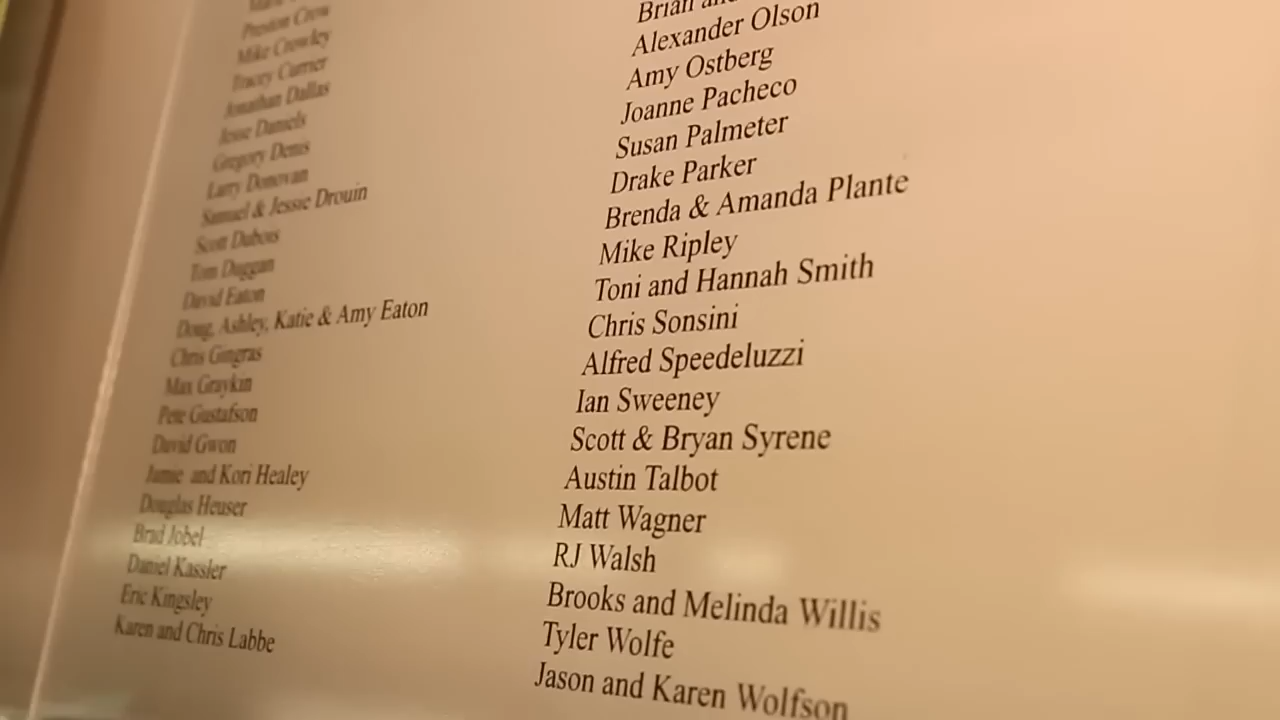 Preston Crow
Mike Crowley
Tracey Currier
Jonathan Dallas
Jesse Daniels
Gregory Denis
Larry Donovan
Samuel & Jessie Drouin
Scott Dubois
Tom Duggan
David Eaton
Doug, Ashley, Katie & Amy Eaton
Chris Gingras
Max Graykin
Pete Gustafson
David Gwon
Jamie and Kori Healey
Douglas Heuser
Brad Jobel
Daniel Kassler
Eric Kingsley
Karen and Chris Labbe
Brian and
Alexander Olson
Amy Ostberg
Joanne Pacheco
Susan Palmeter
Drake Parker
Brenda & Amanda Plante
Mike Ripley
Toni and Hannah Smith
Chris Sonsini
Alfred Speedeluzzi
Ian Sweeney
Scott & Bryan Syrene
Austin Talbot
Matt Wagner
RJ Walsh
Brooks and Melinda Willis
Tyler Wolfe
Jason and Karen Wolfson